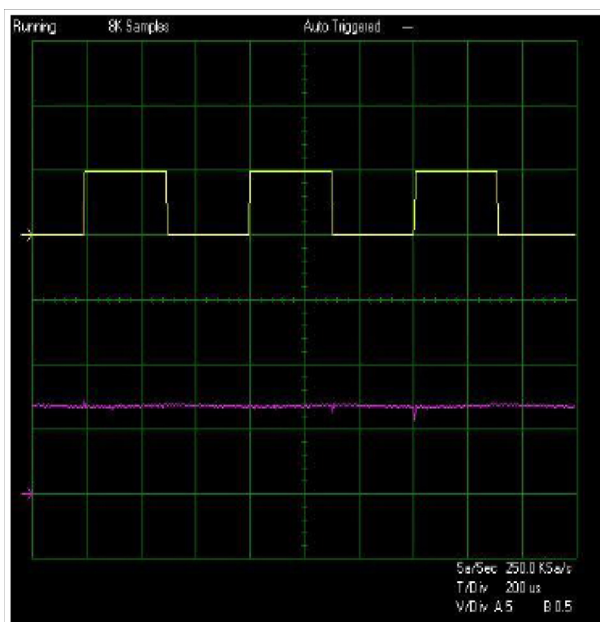 Running 8K Samples Auto Triggered
Sa/Sec 250.0 KSa/s
T/Div 200 us
V/Div A 5 B 0.5